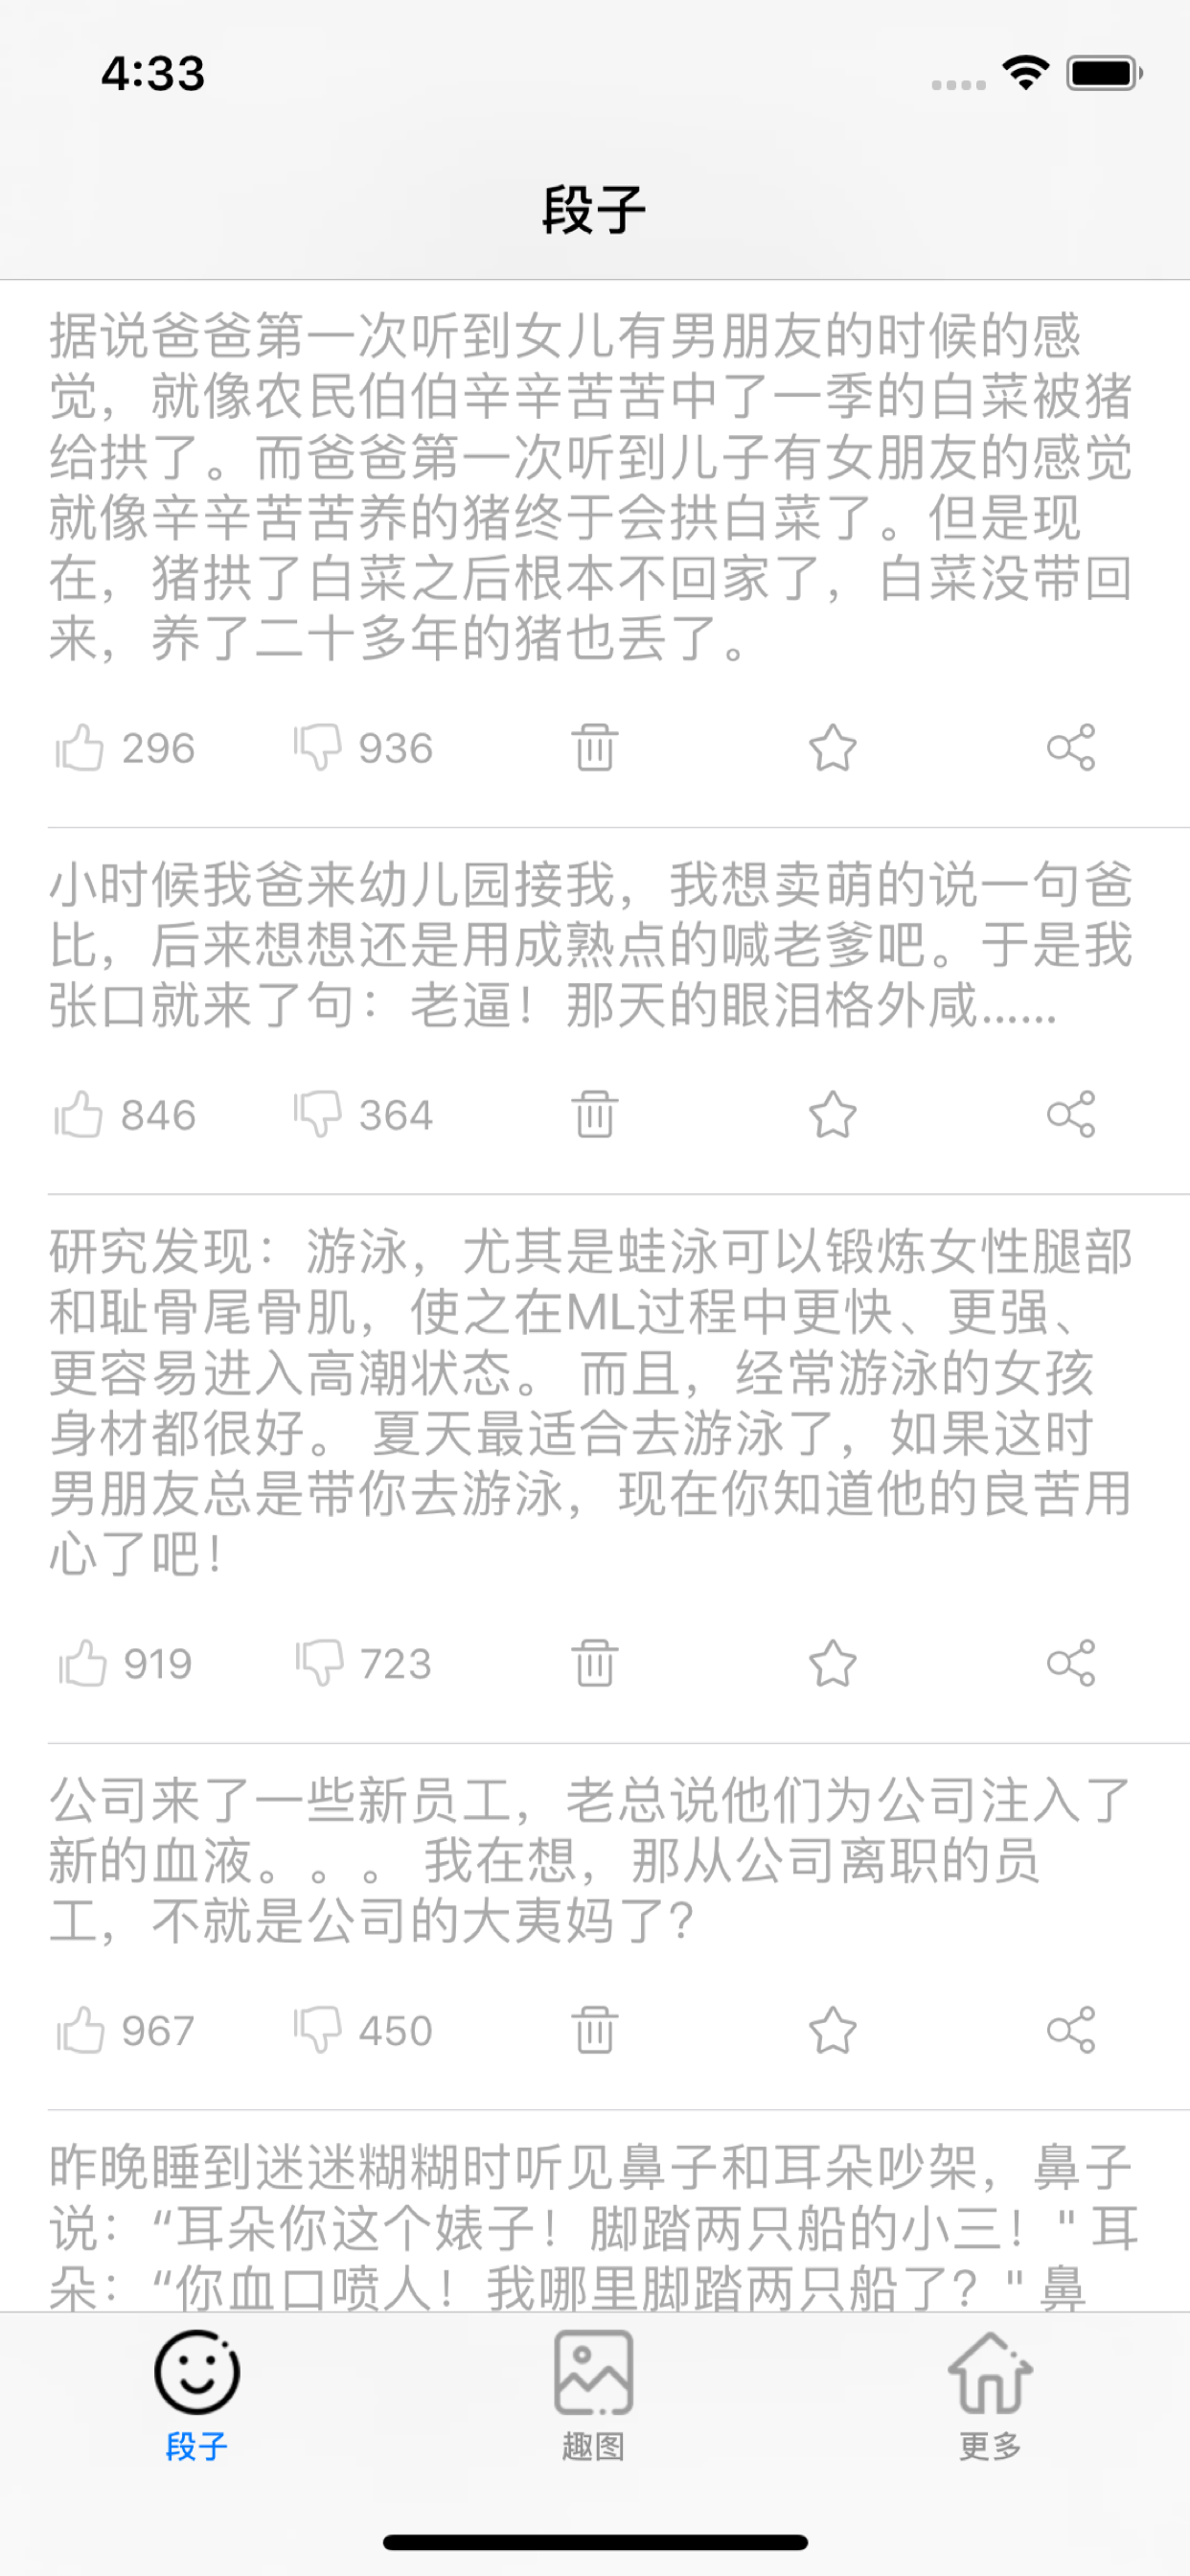 4:33
段子
据说爸爸第一次听到女儿有男朋友的时候的感
觉，就像农民伯伯辛辛苦苦中了一季的白菜被猪
给拱了。而爸爸第一次听到儿子有女朋友的感觉
就像辛辛苦苦养的猪终于会拱白菜了。但是现
在，猪拱了白菜之后根本不回家了，白菜没带回
来，养了二十多年的猪也丢了。
296 936
小时候我爸来幼儿园接我，我想卖萌的说一句爸
比，后来想想还是用成熟点的喊老爹吧。于是我
张口就来了句：老逼！那天的眼泪格外咸……
846 364
研究发现：游泳，尤其是蛙泳可以锻炼女性腿部
和耻骨尾骨肌，使之在ML过程中更快、更强、
更容易进入高潮状态。 而且，经常游泳的女孩
身材都很好。 夏天最适合去游泳了，如果这时
男朋友总是带你去游泳，现在你知道他的良苦用
心了吧！
919 723
公司来了一些新员工，老总说他们为公司注入了
新的血液。。。 我在想，那从公司离职的员
工，不就是公司的大夷妈了？
967 450
昨晚睡到迷迷糊糊时听见鼻子和耳朵吵架，鼻子
说：“耳朵你这个婊子！脚踏两只船的小三！" 耳
朵：“你血口喷人！我哪里脚踏两只船了？" 鼻
段子 趣图 更多